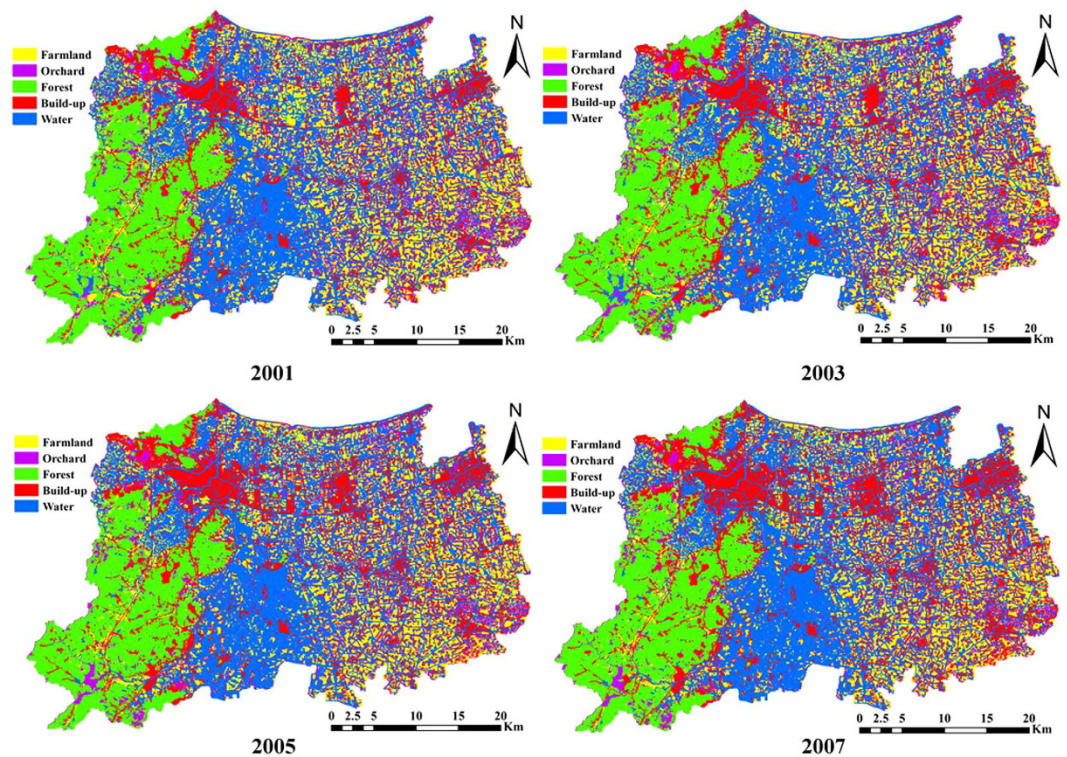 N
Farmland
Orchard
Forest
Build-up
Water
0 2.5 5 10 15 20
Km
2001
N
Farmland
Orchard
Forest
Build-up
Water
0 2.5 5 10 15 20
Km
2003
N
Farmland
Orchard
Forest
Build-up
Water
0 2.5 5 10 15 20
Km
2005
N
Farmland
Orchard
Forest
Build-up
Water
0 2.5 5 10 15 20
Km
2007